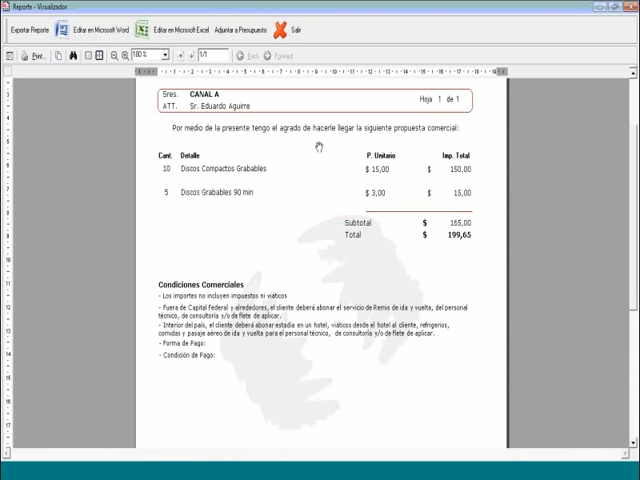 Reporte - Visualizador
Exportar Reporte Editar en Microsoft Word Editar en Microsoft Excel Adjuntar a Presupuesto Salir
Print... 100 % 1/1 Back Forward
Sres. CANAL A
ATT. Sr. Eduardo Aguirre
Hoja 1 de 1
Por medio de la presente tengo el agrado de hacerle llegar la siguiente propuesta comercial:
Cant. Detalle P. Unitario Imp. Total
10 Discos Compactos Grabables $ 15,00 $ 150,00
5 Discos Grabables 90 min $ 3,00 $ 15,00
Subtotal $ 165,00
Total $ 199,65
Condiciones Comerciales
- Los importes no incluyen impuestos ni viáticos
- Fuera de Capital Federal y alrededores, el cliente deberá abonar el servicio de Remis de ida y vuelta, del personal
técnico, de consultoría y/o de flete de aplicar.
- Interior del país, el cliente deberá abonar estadia en un hotel, viáticos desde el hotel al cliente, refrigerios,
comidas y pasaje aéreo de ida y vuelta para el personal técnico, de consultoría y/o de flete de aplicar.
- Forma de Pago:
- Condición de Pago: